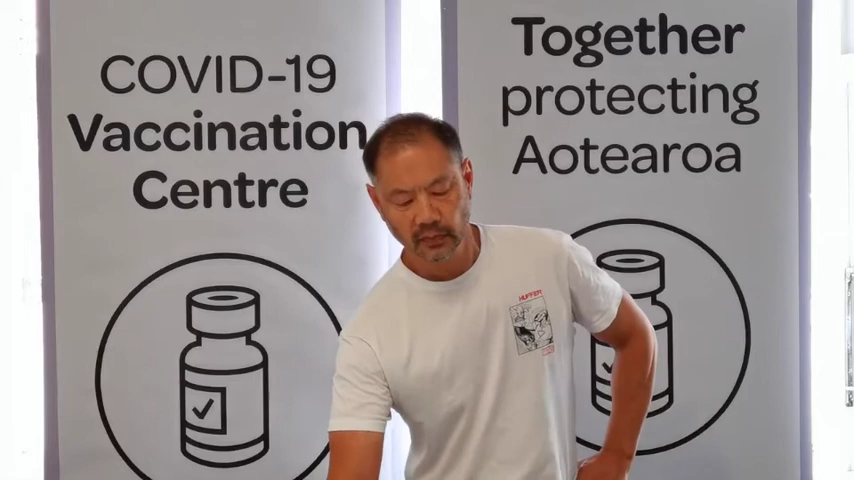 COVID-19
Vaccination
Centre
Together
protecting
Aotearoa
HUFFER